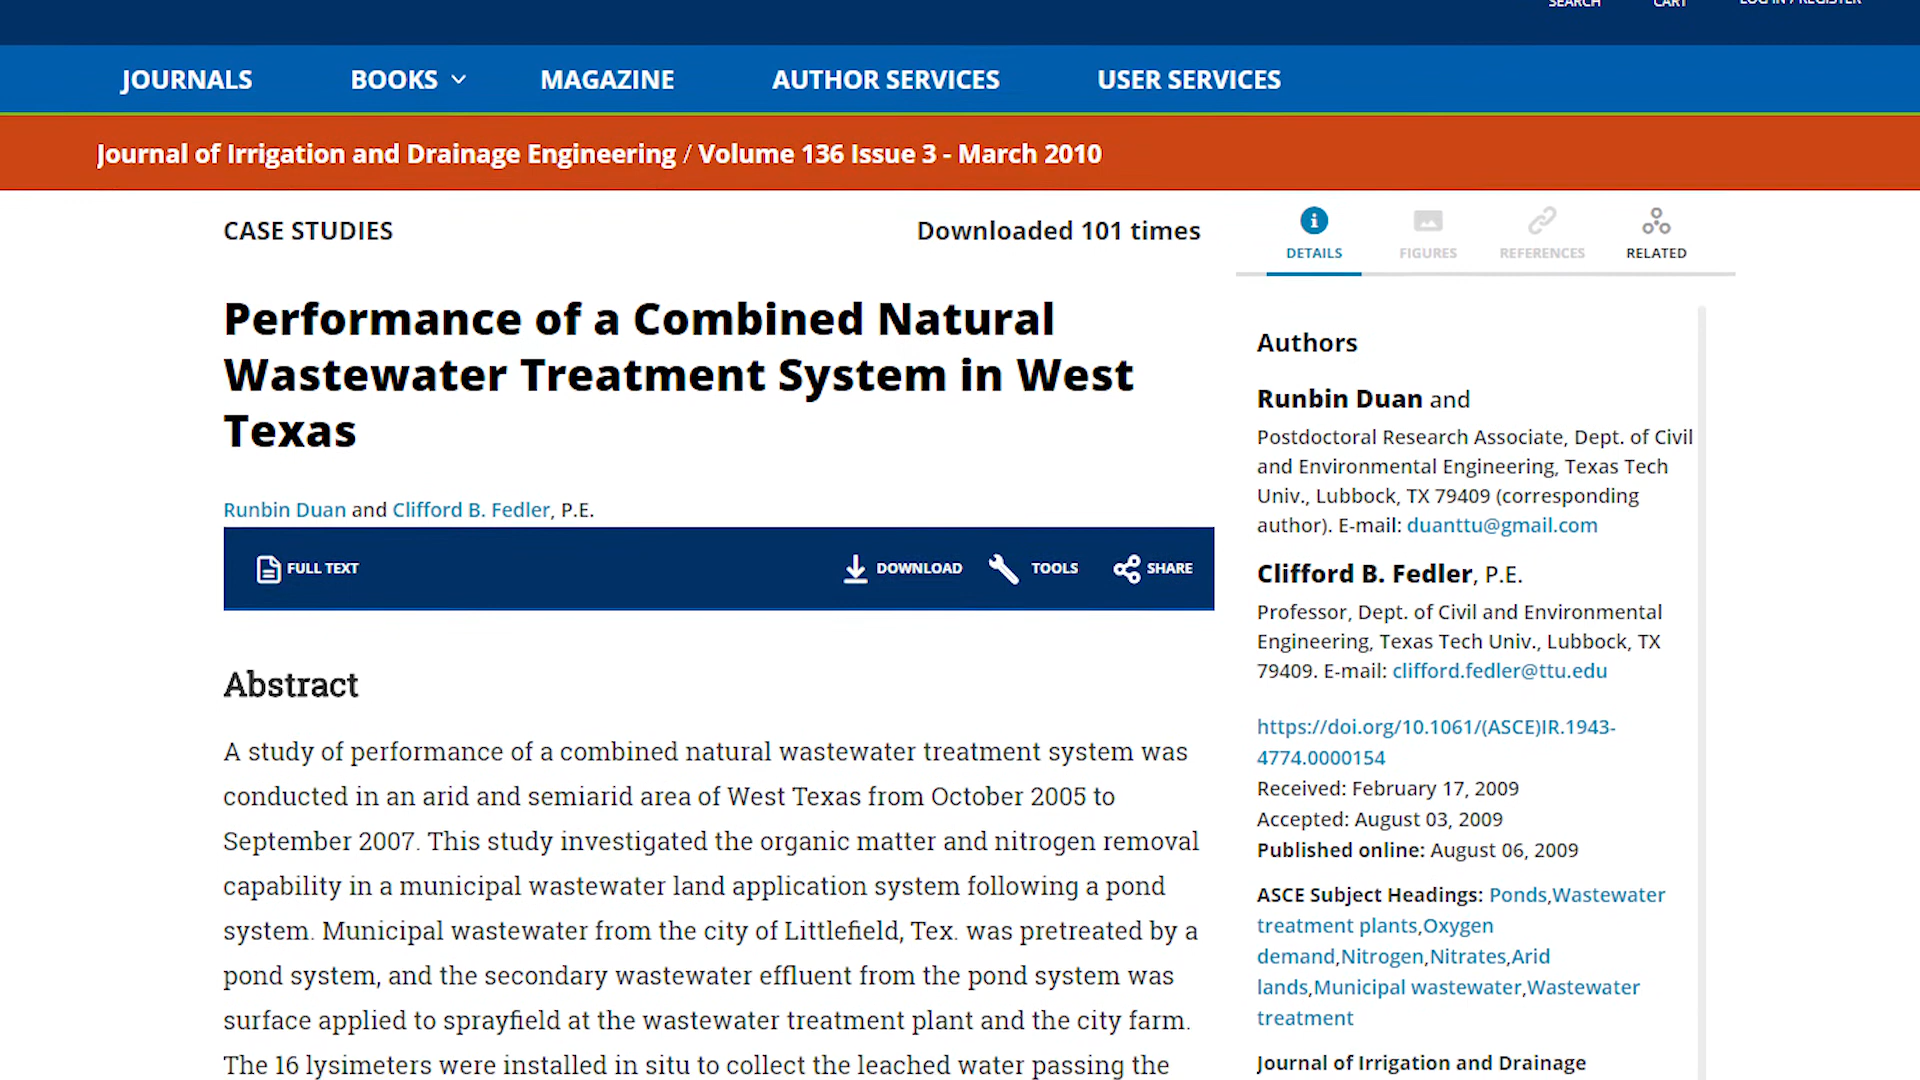 SEARCH CART LOG IN / REGISTER
JOURNALS BOOKS MAGAZINE AUTHOR SERVICES USER SERVICES
Journal of Irrigation and Drainage Engineering / Volume 136 Issue 3 - March 2010
CASE STUDIES Downloaded 101 times
Performance of a Combined Natural
Wastewater Treatment System in West
Texas
Runbin Duan and Clifford B. Fedler, P.E.
FULL TEXT DOWNLOAD TOOLS SHARE
Abstract
A study of performance of a combined natural wastewater treatment system was
conducted in an arid and semiarid area of West Texas from October 2005 to
September 2007. This study investigated the organic matter and nitrogen removal
capability in a municipal wastewater land application system following a pond
system. Municipal wastewater from the city of Littlefield, Tex. was pretreated by a
pond system, and the secondary wastewater effluent from the pond system was
surface applied to sprayfield at the wastewater treatment plant and the city farm.
The 16 lysimeters were installed in situ to collect the leached water passing the
DETAILS FIGURES REFERENCES RELATED
Authors
Runbin Duan and
Postdoctoral Research Associate, Dept. of Civil
and Environmental Engineering, Texas Tech
Univ., Lubbock, TX 79409 (corresponding
author). E-mail: duanttu@gmail.com
Clifford B. Fedler, P.E.
Professor, Dept. of Civil and Environmental
Engineering, Texas Tech Univ., Lubbock, TX
79409. E-mail: clifford.fedler@ttu.edu
https://doi.org/10.1061/(ASCE)IR.1943-
4774.0000154
Received: February 17, 2009
Accepted: August 03, 2009
Published online: August 06, 2009
ASCE Subject Headings: Ponds,Wastewater
treatment plants,Oxygen
demand,Nitrogen,Nitrates,Arid
lands,Municipal wastewater,Wastewater
treatment
Journal of Irrigation and Drainage